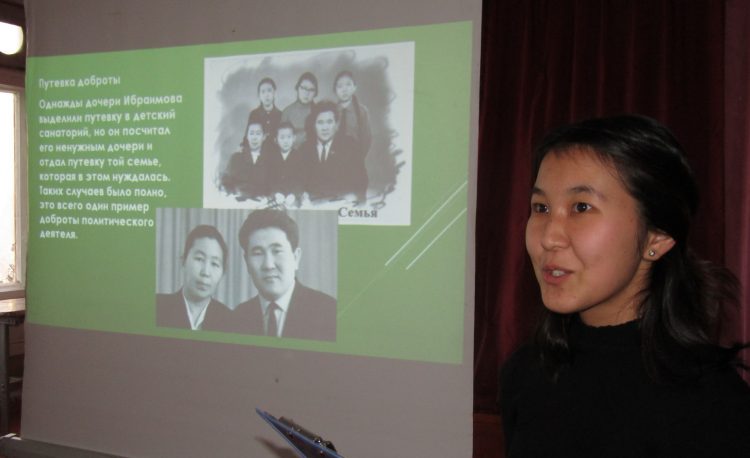 Путевка доброты
Однажды дочери Ибраимова
выделили путевку в детский
санаторий, но он посчитал
его ненужным дочери и
отдал путевку той семье,
которая в этом нуждалась.
Таких случаев было полно,
это всего один пример
доброты политического
деятеля.
Семья